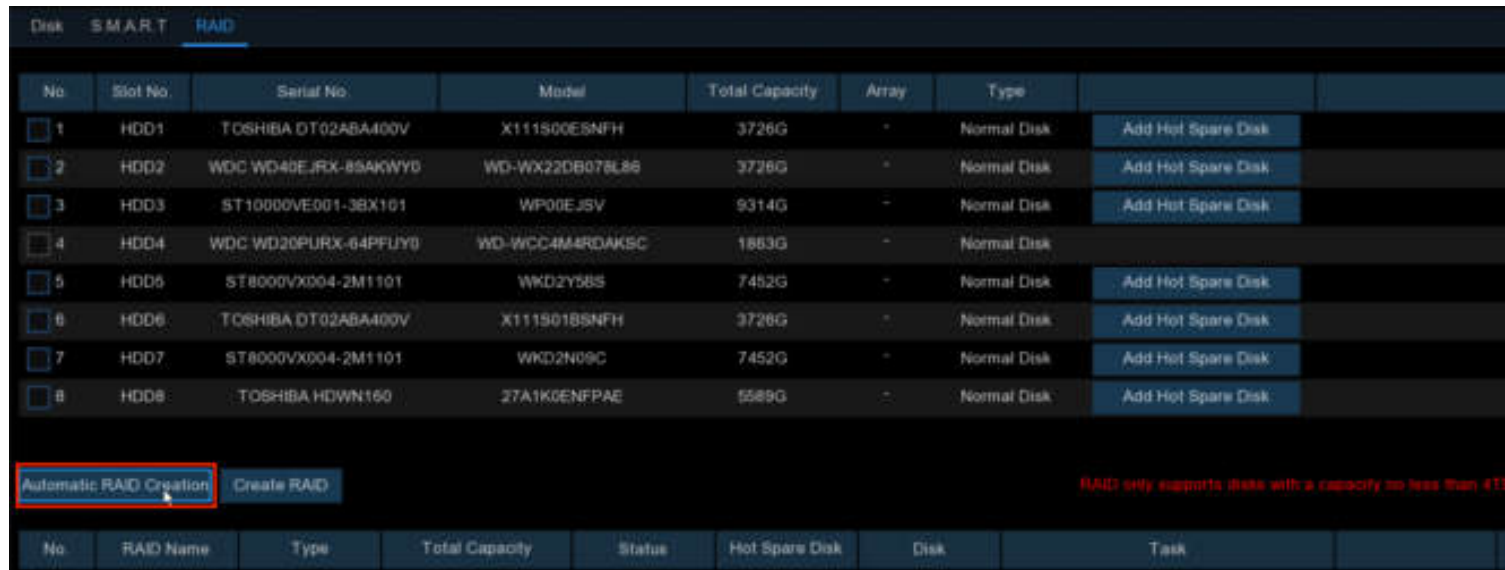 Disk S.M.A.R.T RAID
No. Slot No. Serial No. Model Total Capacity Array Type
1 HDD1 TOSHIBA DT02ABA400V X111S00ESNFH 3726G - Normal Disk Add Hot Spare Disk
2 HDD2 WDC WD40EJRX-89AKWY0 WD-WX22DB078L86 3726G - Normal Disk Add Hot Spare Disk
3 HDD3 ST10000VE001-3BX101 WP00EJSV 9314G - Normal Disk Add Hot Spare Disk
4 HDD4 WDC WD20PURX-64PFUY0 WD-WCC4M4RDAKSC 1863G - Normal Disk
5 HDD5 ST8000VX004-2M1101 WKD2Y5BS 7452G - Normal Disk Add Hot Spare Disk
6 HDD6 TOSHIBA DT02ABA400V X111S01BSNFH 3726G - Normal Disk Add Hot Spare Disk
7 HDD7 ST8000VX004-2M1101 WKD2N09C 7452G - Normal Disk Add Hot Spare Disk
8 HDD8 TOSHIBA HDWN160 27A1K0ENFPAE 5589G - Normal Disk Add Hot Spare Disk
Automatic RAID Creation Create RAID RAID only supports disks with a capacity no less than
No. RAID Name Type Total Capacity Status Hot Spare Disk Disk Task